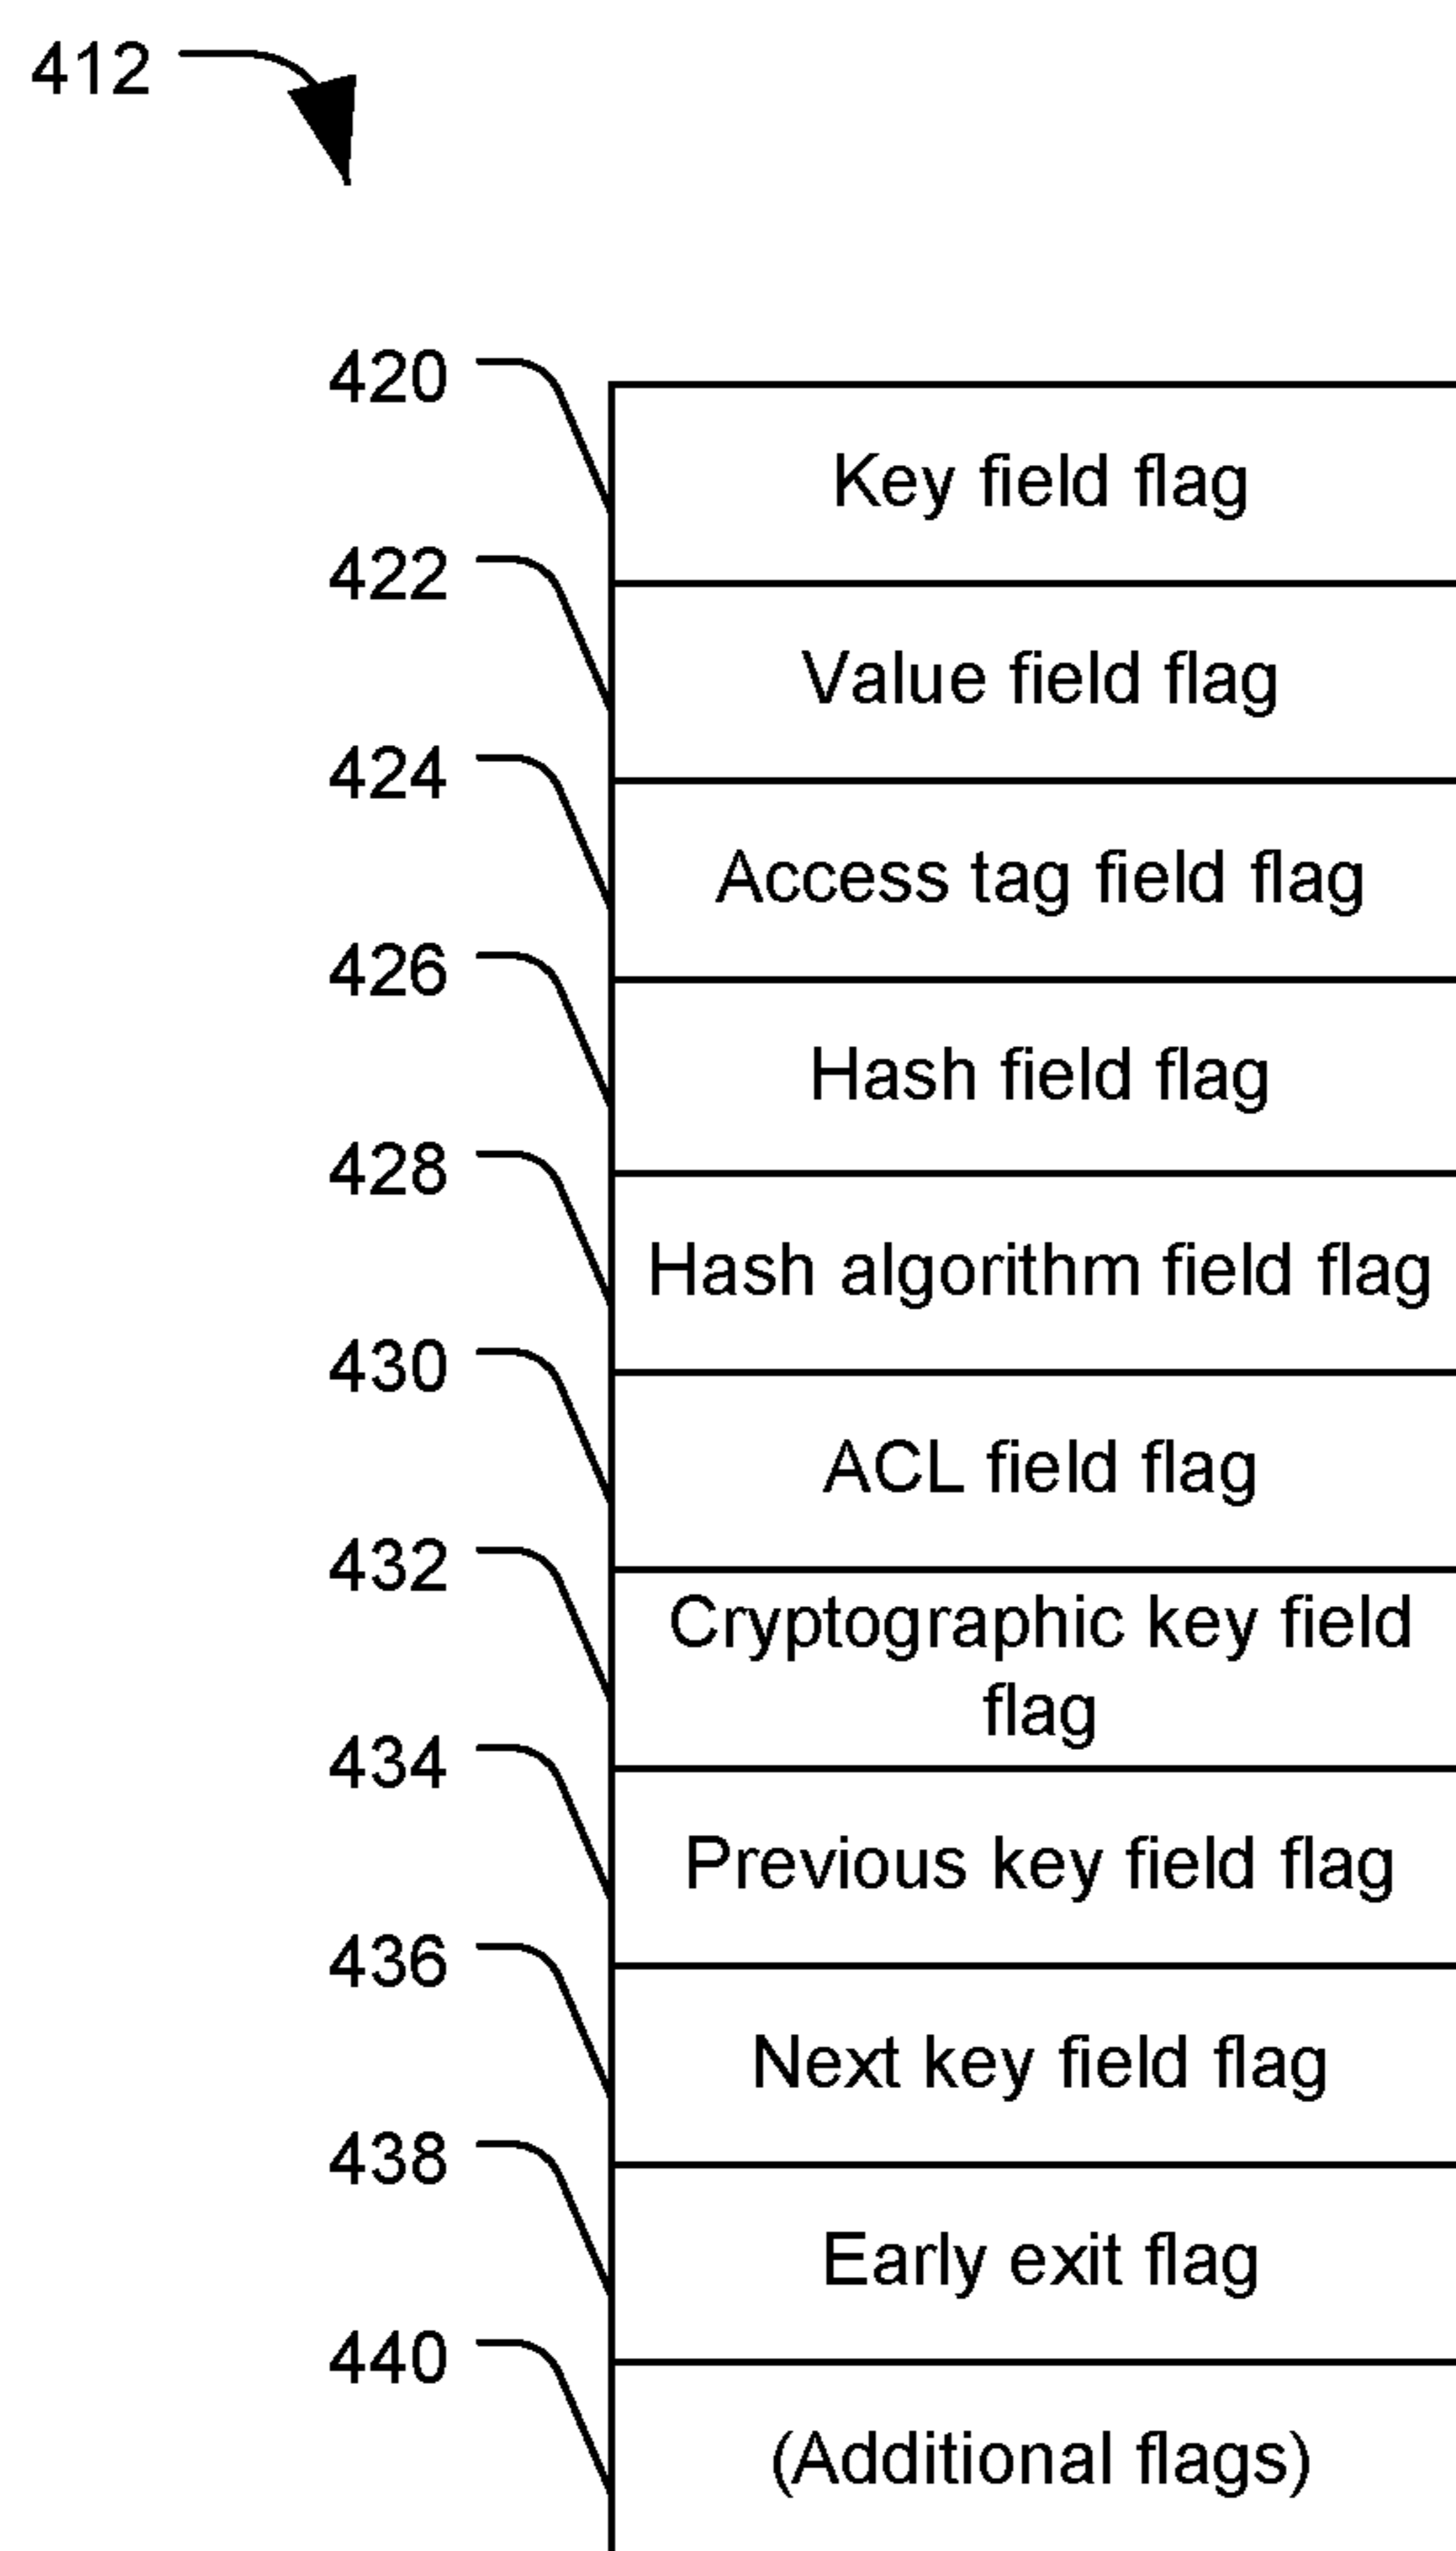 412
420
Key field flag
422
Value field flag
424
Access tag field flag
426
Hash field flag
428
Hash algorithm field flag
430
ACL field flag
432
Cryptographic key field
flag
434
Previous key field flag
436
Next key field flag
438
Early exit flag
440
(Additional flags)